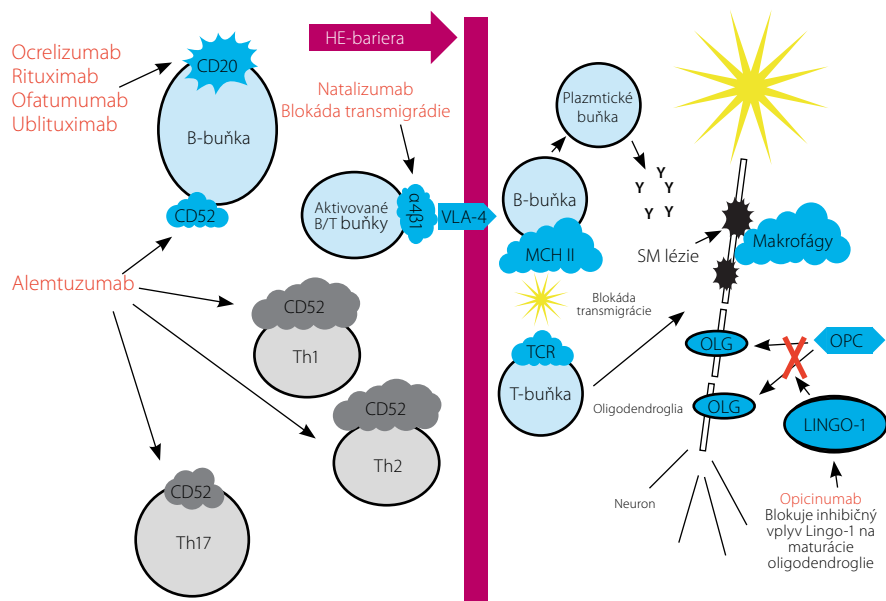 Ocrelizumab
Rituximab
Ofatumumab
Ublituximab
CD20
B-buňka
CD52
HE-bariera
Natalizumab
Blokáda transmigrádie
Aktivované
B/T buňky
α4β1
VLA-4
Alemtuzumab
CD52
Th1
CD52
Th2
CD52
Th17
Plazmtické
buňka
B-buňka
MCH II
Y
Y
Y
Y
Y
Y
SM lézie
Makrofágy
Blokáda
transmigrácie
TCR
T-buňka
Oligodendroglia
OLG
OLG
OPC
LINGO-1
Neuron
Opicinumab
Blokuje inhibičný
vplyv Lingo-1 na
maturácie
oligodendroglie